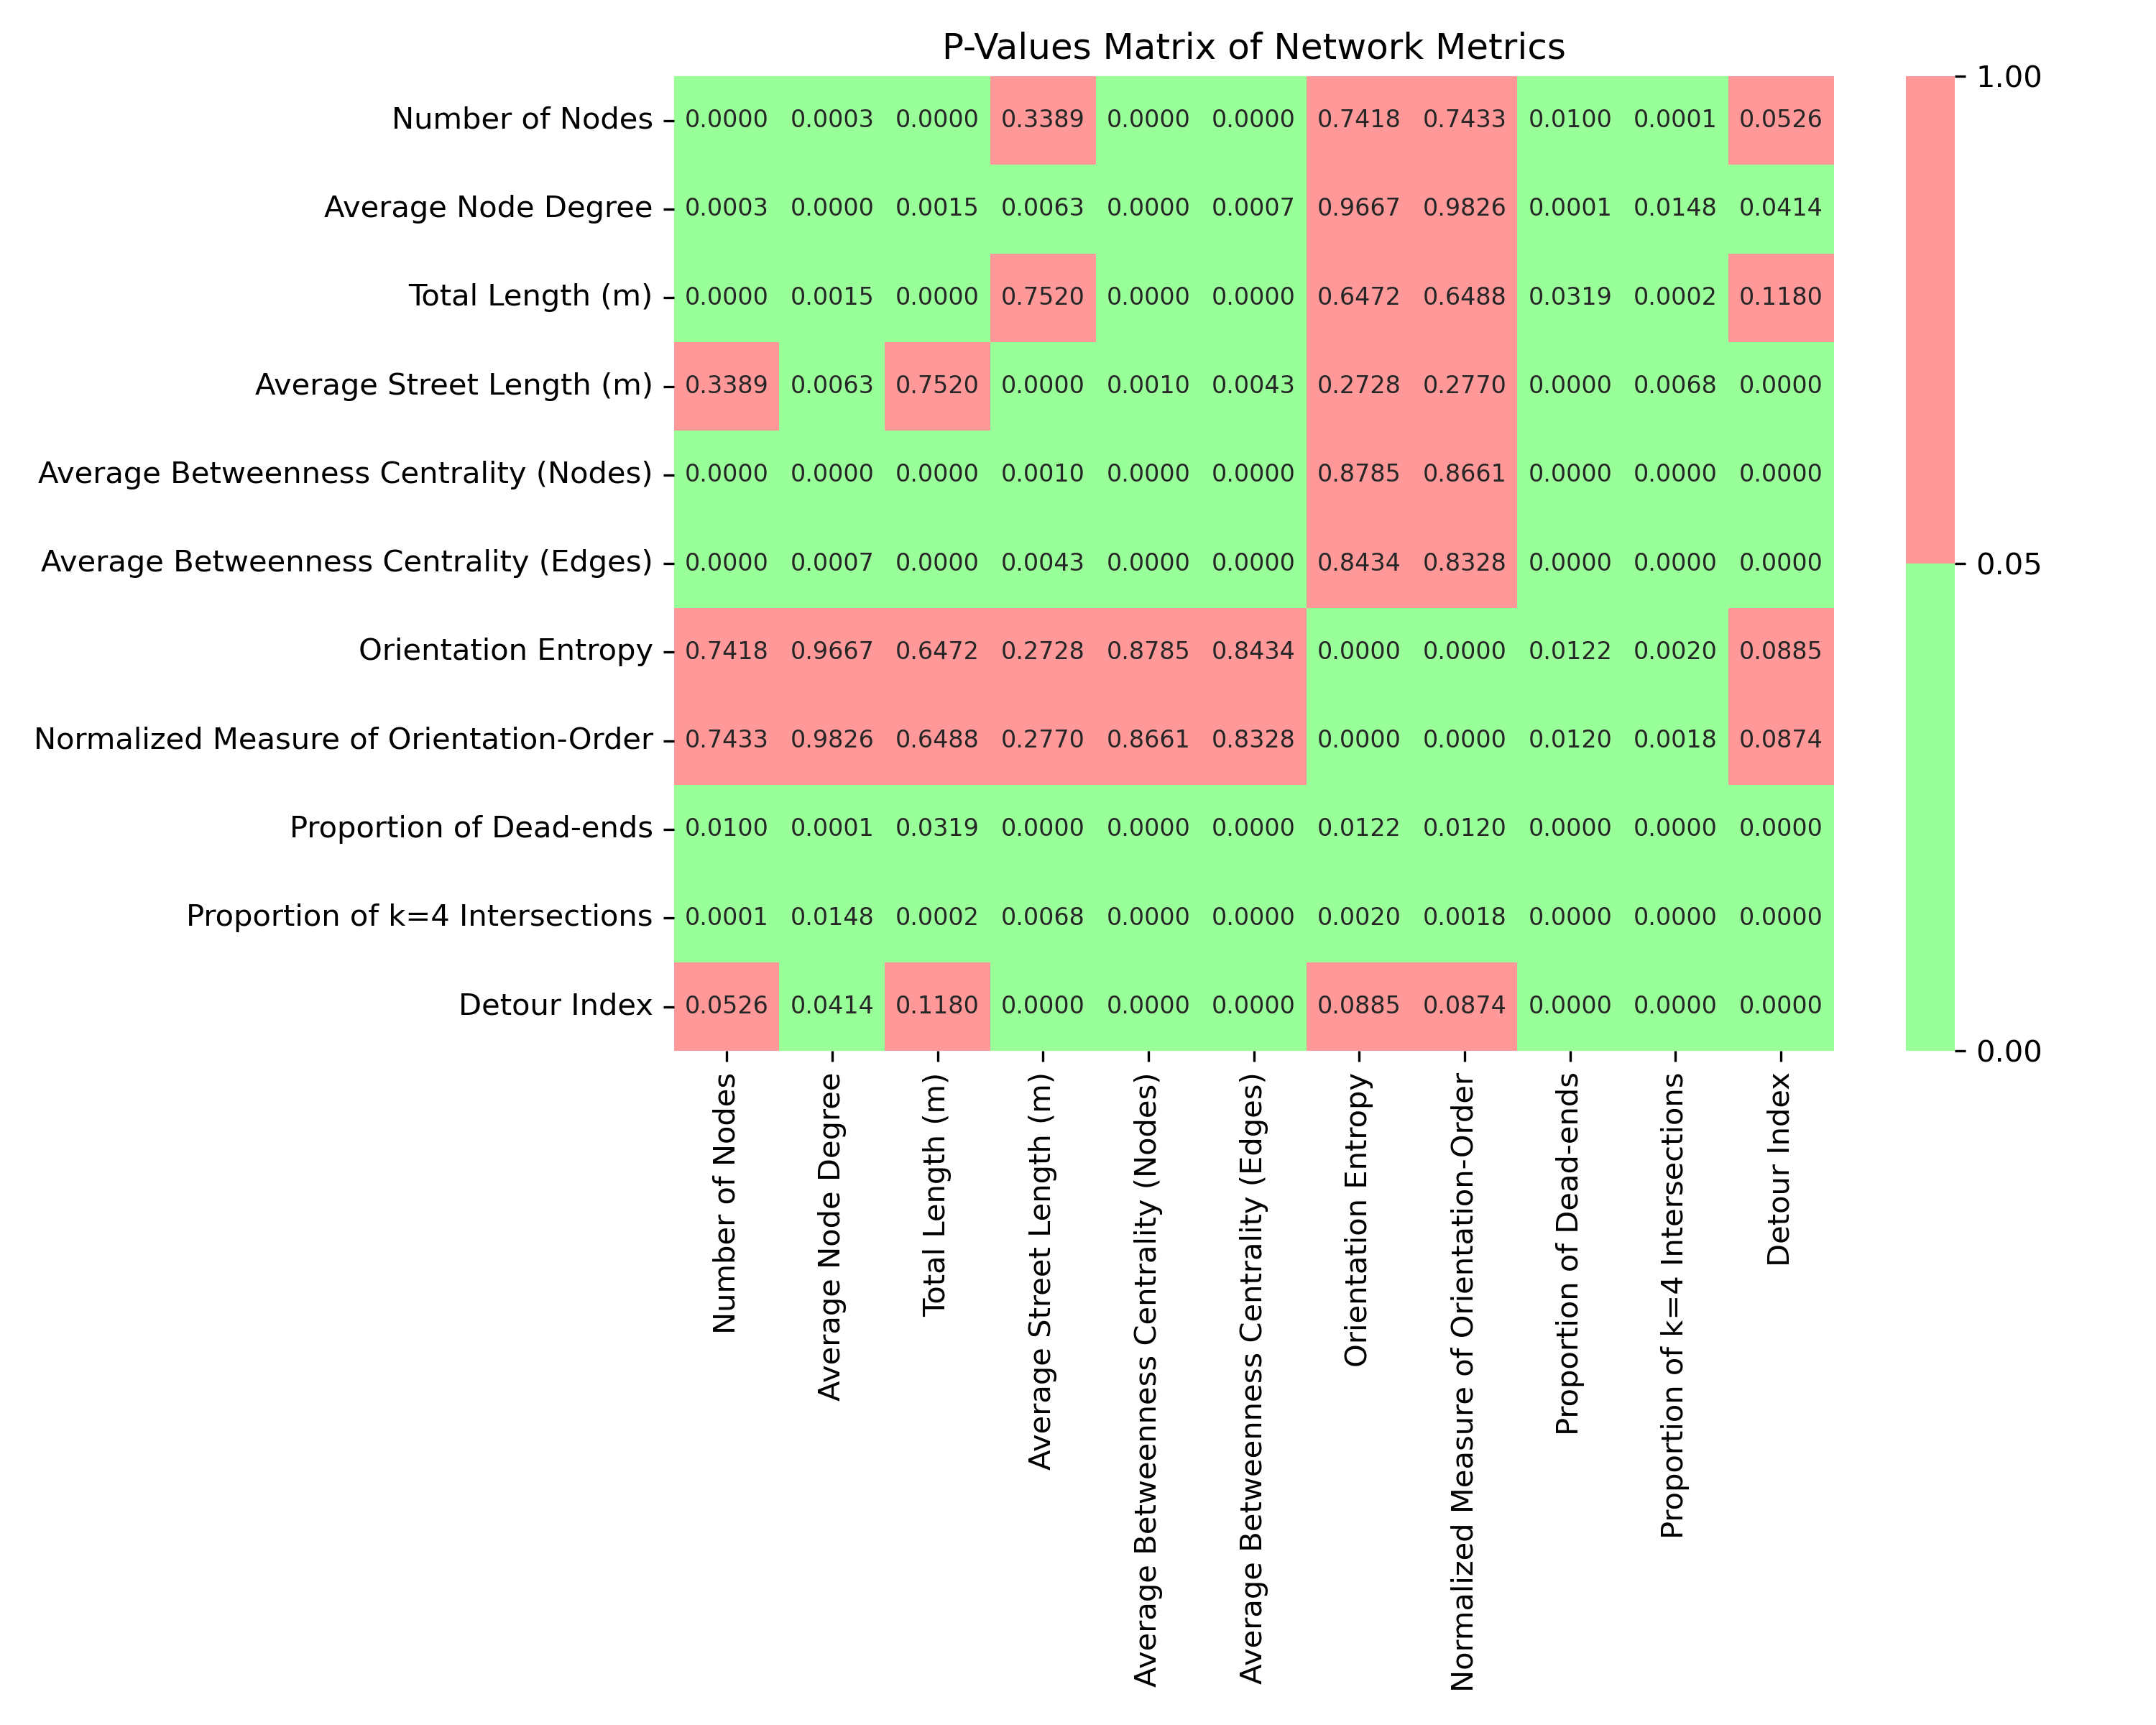 P-Values Matrix of Network Metrics
Number of Nodes 0.0000 0.0003 0.0000 0.3389 0.0000 0.0000 0.7418 0.7433 0.0100 0.0001 0.0526
Average Node Degree 0.0003 0.0000 0.0015 0.0063 0.0000 0.0007 0.9667 0.9826 0.0001 0.0148 0.0414
Total Length (m) 0.0000 0.0015 0.0000 0.7520 0.0000 0.0000 0.6472 0.6488 0.0319 0.0002 0.1180
Average Street Length (m) 0.3389 0.0063 0.7520 0.0000 0.0010 0.0043 0.2728 0.2770 0.0000 0.0068 0.0000
Average Betweenness Centrality (Nodes) 0.0000 0.0000 0.0000 0.0010 0.0000 0.0000 0.8785 0.8661 0.0000 0.0000 0.0000
Average Betweenness Centrality (Edges) 0.0000 0.0007 0.0000 0.0043 0.0000 0.0000 0.8434 0.8328 0.0000 0.0000 0.0000
Orientation Entropy 0.7418 0.9667 0.6472 0.2728 0.8785 0.8434 0.0000 0.0000 0.0122 0.0020 0.0885
Normalized Measure of Orientation-Order 0.7433 0.9826 0.6488 0.2770 0.8661 0.8328 0.0000 0.0000 0.0120 0.0018 0.0874
Proportion of Dead-ends 0.0100 0.0001 0.0319 0.0000 0.0000 0.0000 0.0122 0.0120 0.0000 0.0000 0.0000
Proportion of k=4 Intersections 0.0001 0.0148 0.0002 0.0068 0.0000 0.0000 0.0020 0.0018 0.0000 0.0000 0.0000
Detour Index 0.0526 0.0414 0.1180 0.0000 0.0000 0.0000 0.0885 0.0874 0.0000 0.0000 0.0000
Number of Nodes
Average Node Degree
Total Length (m)
Average Street Length (m)
Average Betweenness Centrality (Nodes)
Average Betweenness Centrality (Edges)
Orientation Entropy
Normalized Measure of Orientation-Order
Proportion of Dead-ends
Proportion of k=4 Intersections
Detour Index
1.00
0.05
0.00